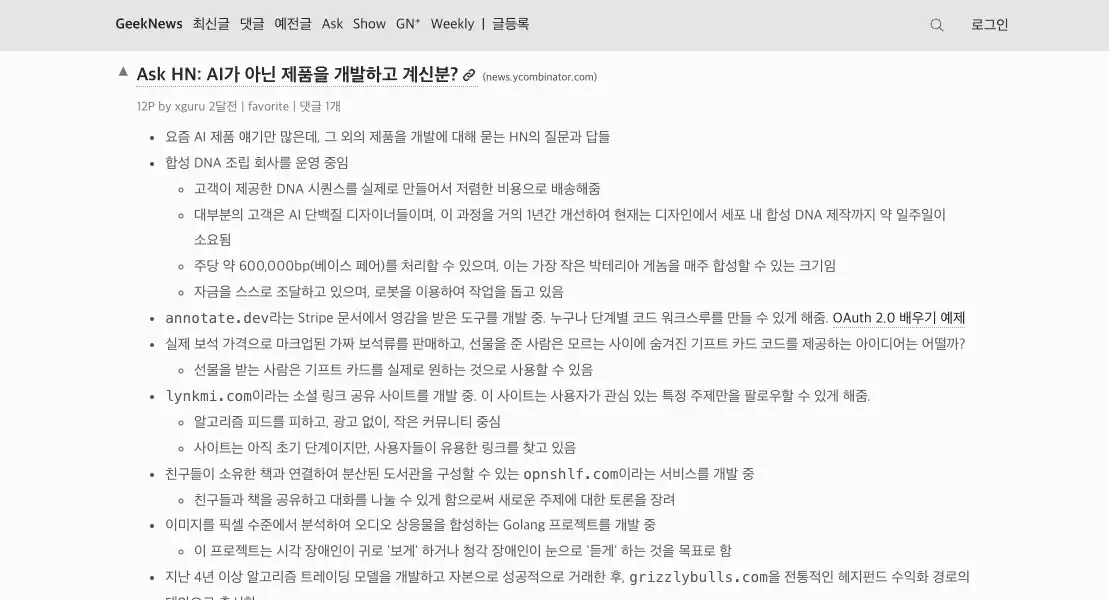 GeekNews 최신글 댓글 예전글 Ask Show GN⁺ Weekly | 글등록 로그인
▲ Ask HN: AI가 아닌 제품을 개발하고 계신분? (news.ycombinator.com)
12P by xguru 2달전 | favorite | 댓글 1개
• 요즘 AI 제품 얘기만 많은데, 그 외의 제품을 개발에 대해 묻는 HN의 질문과 답들
• 합성 DNA 조립 회사를 운영 중임
◦ 고객이 제공한 DNA 시퀀스를 실제로 만들어서 저렴한 비용으로 배송해줌
◦ 대부분의 고객은 AI 단백질 디자이너들이며, 이 과정을 거의 1년간 개선하여 현재는 디자인에서 세포 내 합성 DNA 제작까지 약 일주일이
소요됨
◦ 주당 약 600,000bp(베이스 페어)를 처리할 수 있으며, 이는 가장 작은 박테리아 게놈을 매주 합성할 수 있는 크기임
◦ 자금을 스스로 조달하고 있으며, 로봇을 이용하여 작업을 돕고 있음
• annotate.dev라는 Stripe 문서에서 영감을 받은 도구를 개발 중. 누구나 단계별 코드 워크스루를 만들 수 있게 해줌. OAuth 2.0 배우기 예제
• 실제 보석 가격으로 마크업된 가짜 보석류를 판매하고, 선물을 준 사람은 모르는 사이에 숨겨진 기프트 카드 코드를 제공하는 아이디어는 어떨까?
◦ 선물을 받는 사람은 기프트 카드를 실제로 원하는 것으로 사용할 수 있음
• lynkmi.com이라는 소셜 링크 공유 사이트를 개발 중. 이 사이트는 사용자가 관심 있는 특정 주제만을 팔로우할 수 있게 해줌.
◦ 알고리즘 피드를 피하고, 광고 없이, 작은 커뮤니티 중심
◦ 사이트는 아직 초기 단계이지만, 사용자들이 유용한 링크를 찾고 있음
• 친구들이 소유한 책과 연결하여 분산된 도서관을 구성할 수 있는 opnshlf.com이라는 서비스를 개발 중
◦ 친구들과 책을 공유하고 대화를 나눌 수 있게 함으로써 새로운 주제에 대한 토론을 장려
• 이미지를 픽셀 수준에서 분석하여 오디오 상응물을 합성하는 Golang 프로젝트를 개발 중
◦ 이 프로젝트는 시각 장애인이 귀로 '보게' 하거나 청각 장애인이 눈으로 '듣게' 하는 것을 목표로 함
• 지난 4년 이상 알고리즘 트레이딩 모델을 개발하고 자본으로 성공적으로 거래한 후, grizzlybulls.com을 전통적인 헤지펀드 수익화 경로의